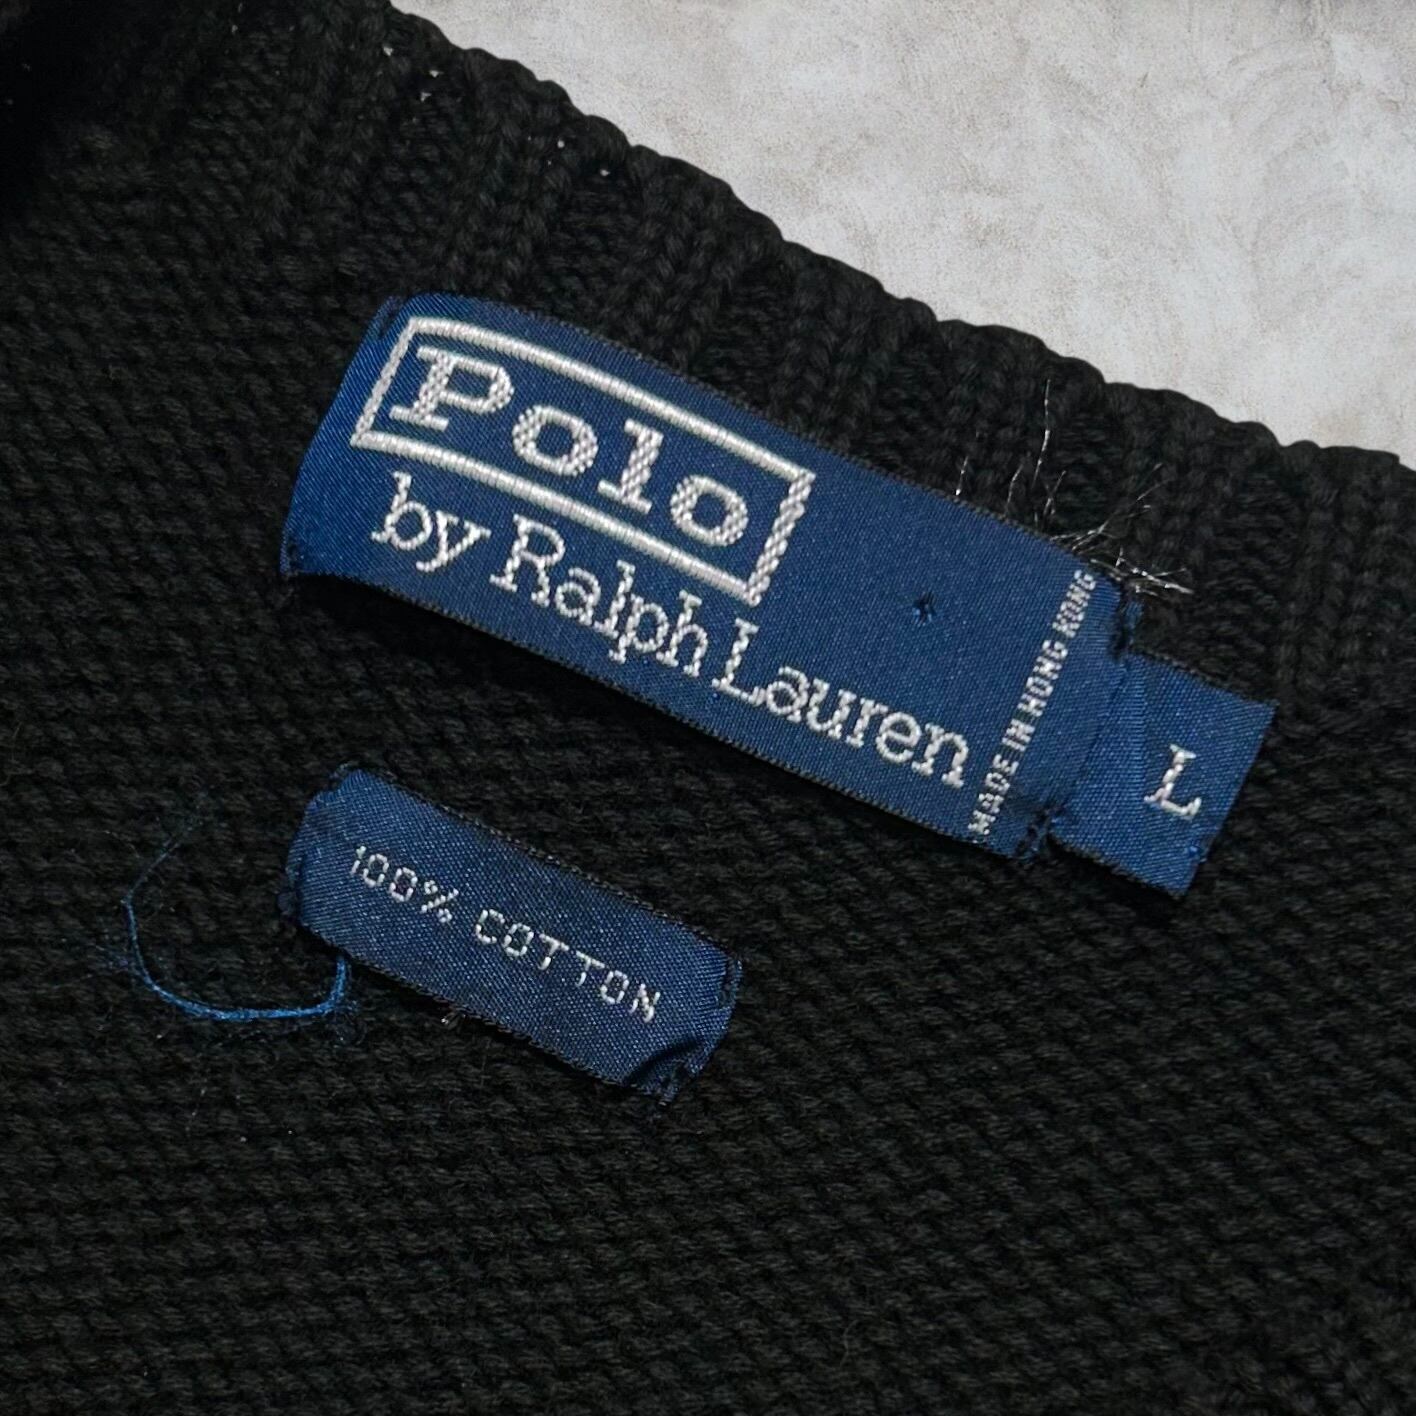 Polo
by Ralph Lauren
MADE IN HONG KONG
L
100% COTTON